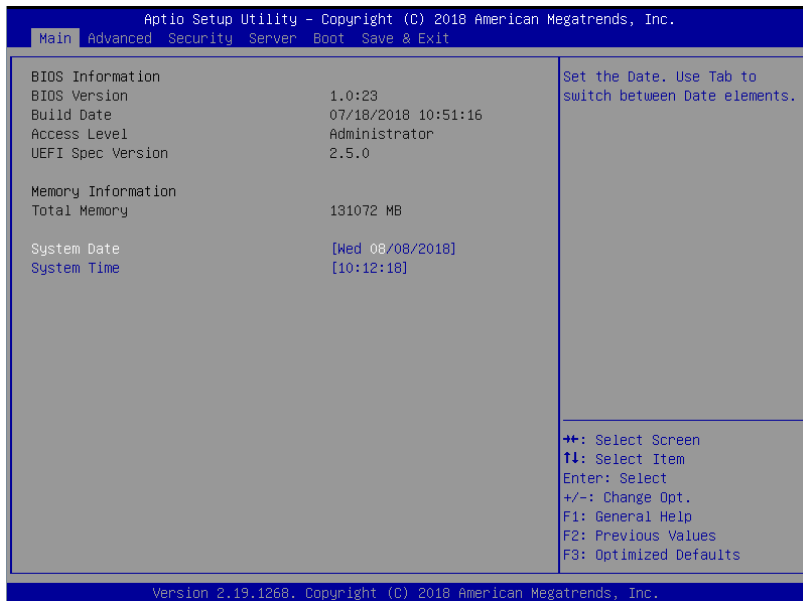 Aptio Setup Utility – Copyright (C) 2018 American Megatrends, Inc.
Main Advanced Security Server Boot Save & Exit
BIOS Information
BIOS Version 1.0:23
Build Date 07/18/2018 10:51:16
Access Level Administrator
UEFI Spec Version 2.5.0
Memory Information
Total Memory 131072 MB
System Date [Wed 08/08/2018]
System Time [10:12:18]
Set the Date. Use Tab to
switch between Date elements.
→←: Select Screen
↑↓: Select Item
Enter: Select
+/-: Change Opt.
F1: General Help
F2: Previous Values
F3: Optimized Defaults
Version 2.19.1268. Copyright (C) 2018 American Megatrends, Inc.